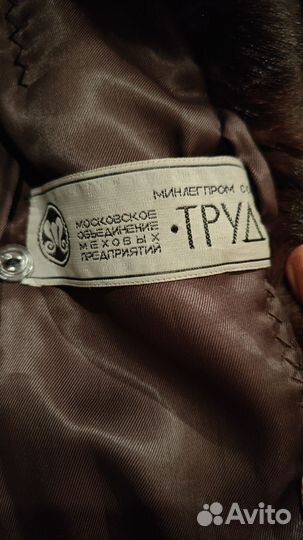 МИНЛЕГПРОМ
МОСКОВСКОЕ
ОБЪЕДИНЕНИЕ
МЕХОВЫХ
ПРЕДПРИЯТИЙ
·ТРУД
Avito